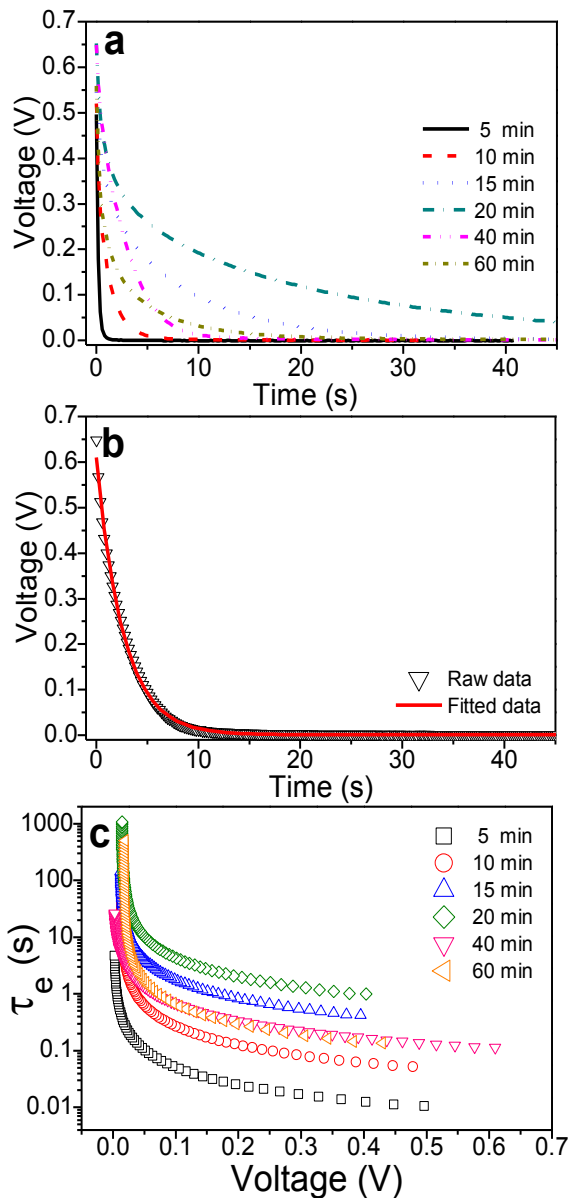 a
0.7
0.6
0.5
0.4
0.3
0.2
0.1
0.0
Voltage (V)
5 min
10 min
15 min
20 min
40 min
60 min
0 10 20 30 40
Time (s)
b
0.7
0.6
0.5
0.4
0.3
0.2
0.1
0.0
Voltage (V)
Raw data
Fitted data
0 10 20 30 40
Time (s)
c
1000
100
10
1
0.1
0.01
τe (s)
5 min
10 min
15 min
20 min
40 min
60 min
0.0 0.1 0.2 0.3 0.4 0.5 0.6 0.7
Voltage (V)